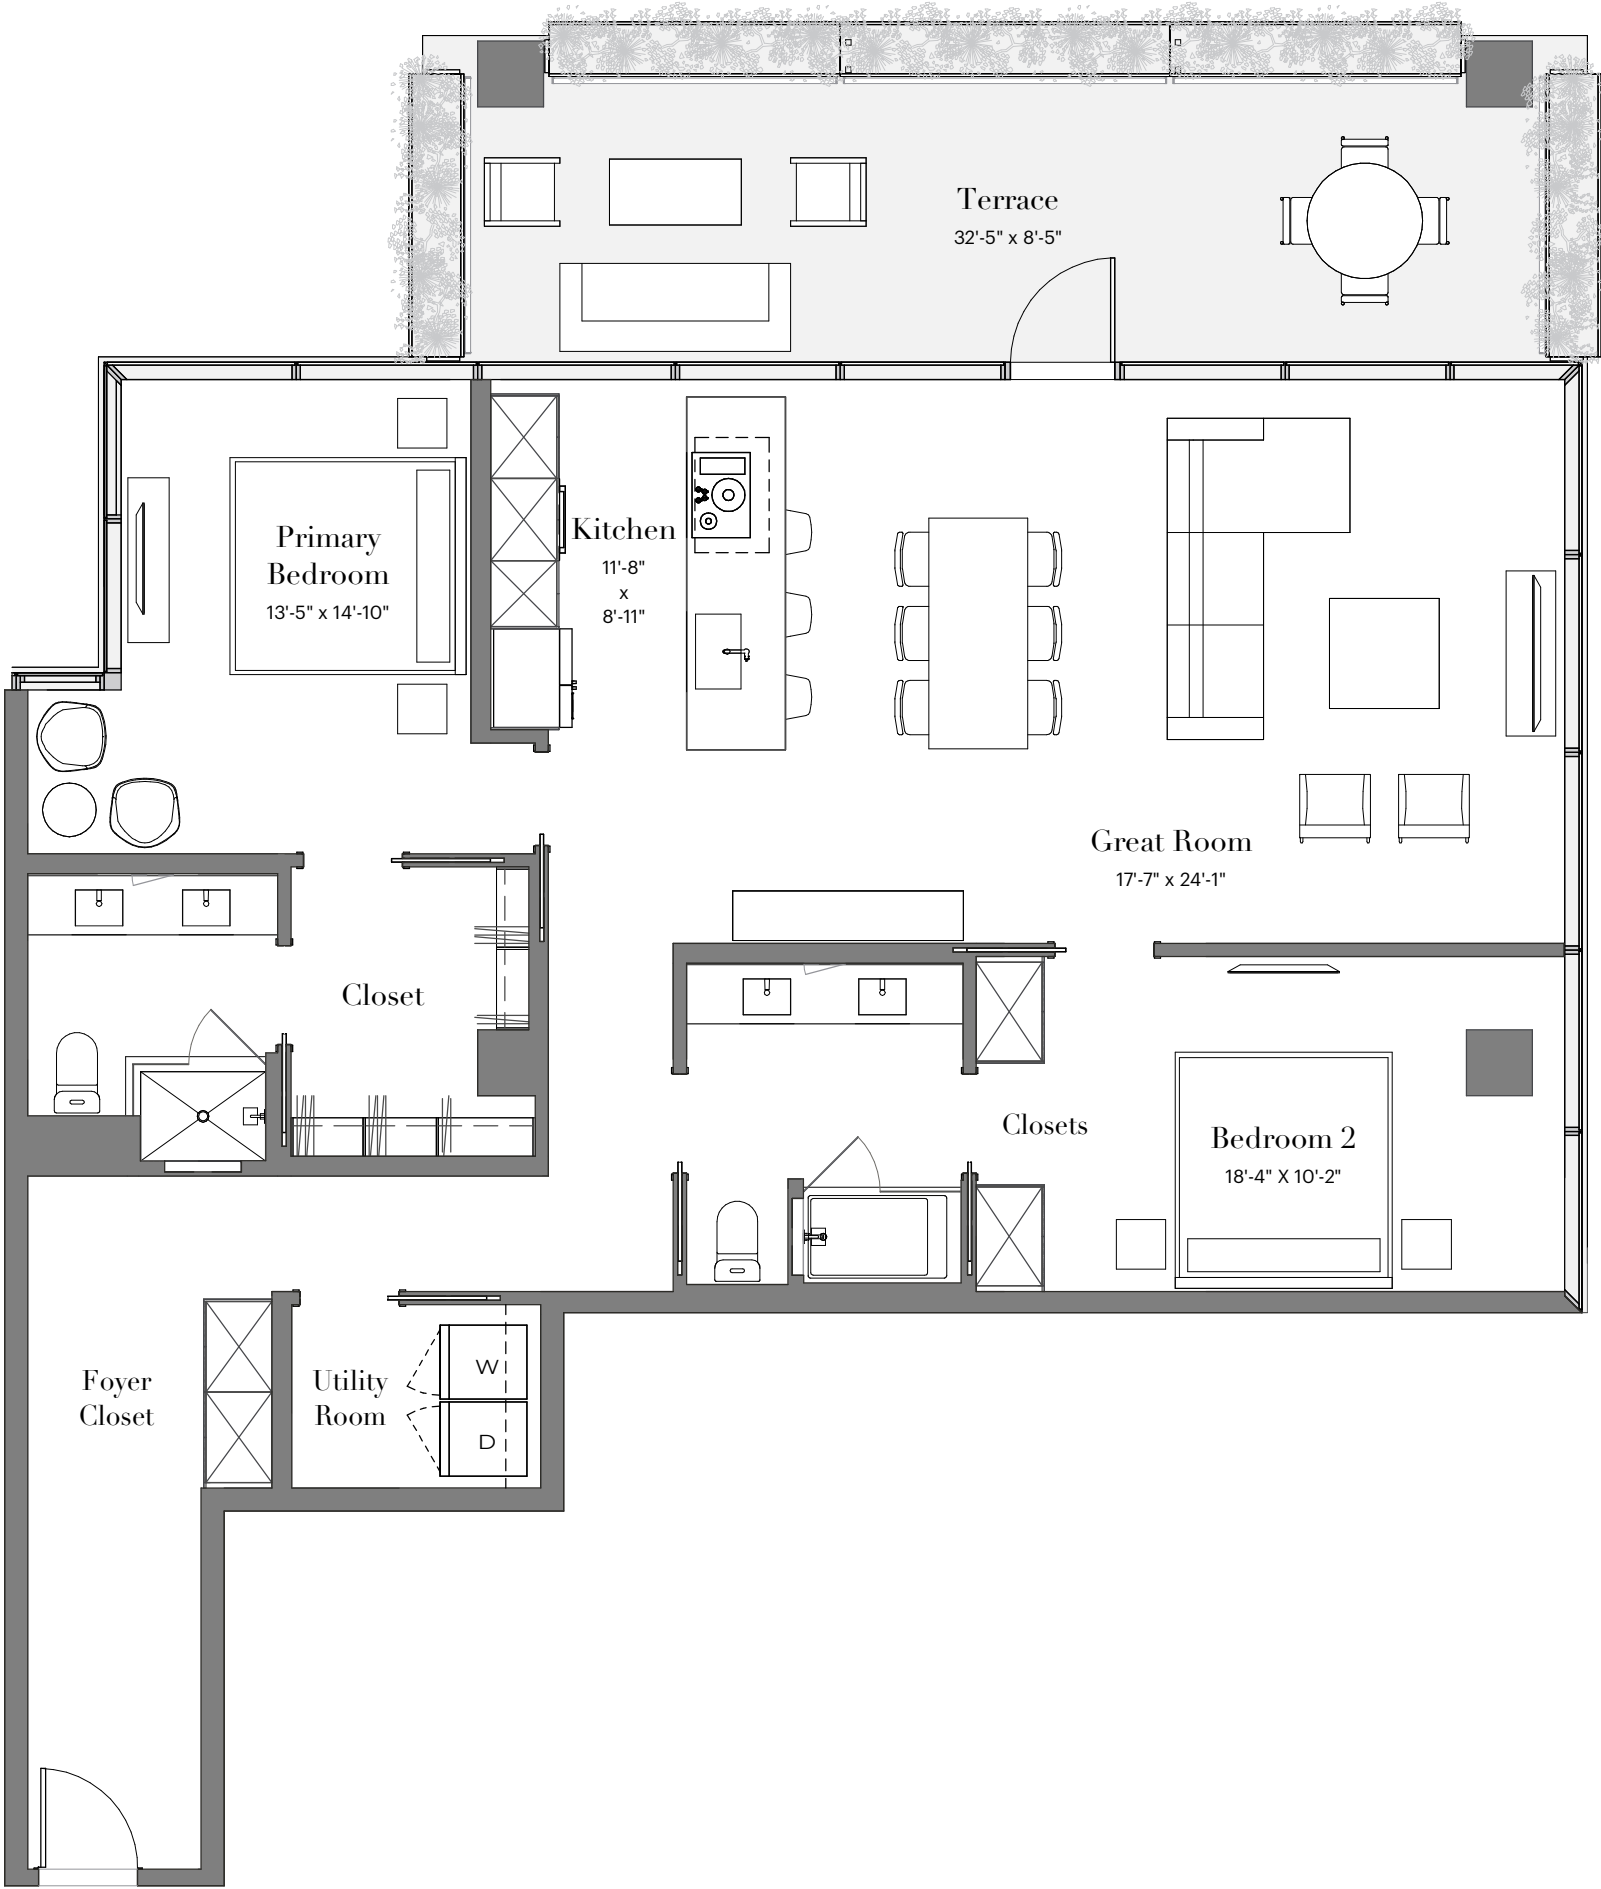 Terrace
32'-5" x 8'-5"
Primary
Bedroom
13'-5" x 14'-10"
Kitchen
11'-8"
x
8'-11"
Great Room
17'-7" x 24'-1"
Closet
Closets
Bedroom 2
18'-4" X 10'-2"
Foyer
Closet
Utility
Room
W
D